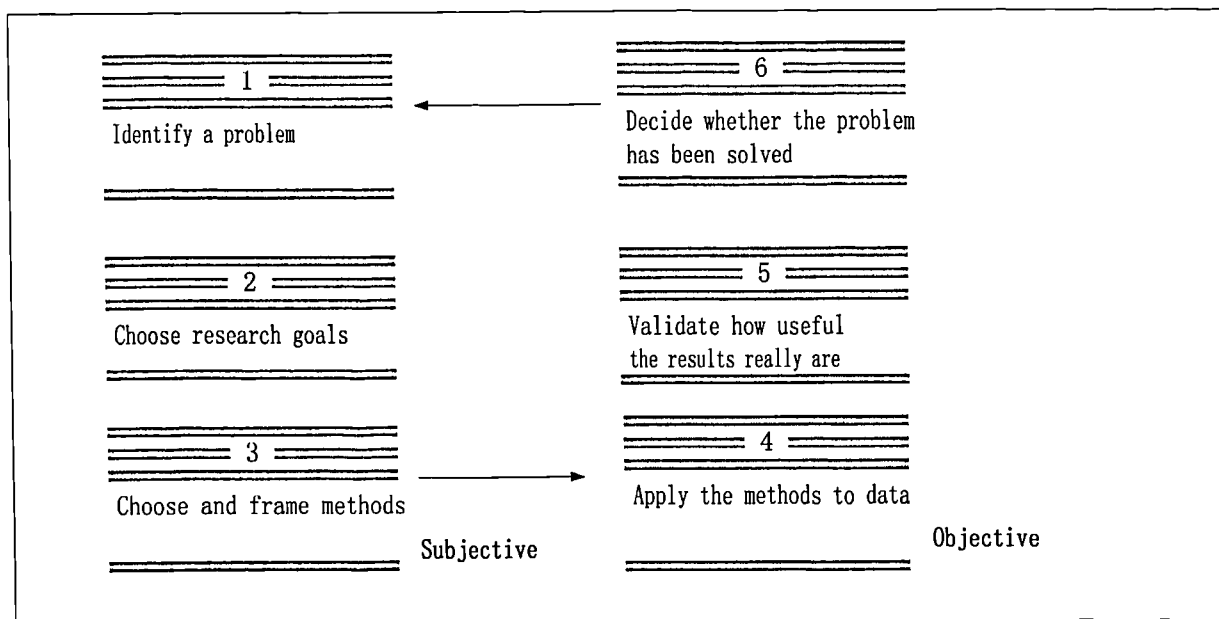 1
Identify a problem
2
Choose research goals
3
Choose and frame methods
Subjective
6
Decide whether the problem
has been solved
5
Validate how useful
the results really are
4
Apply the methods to data
Objective